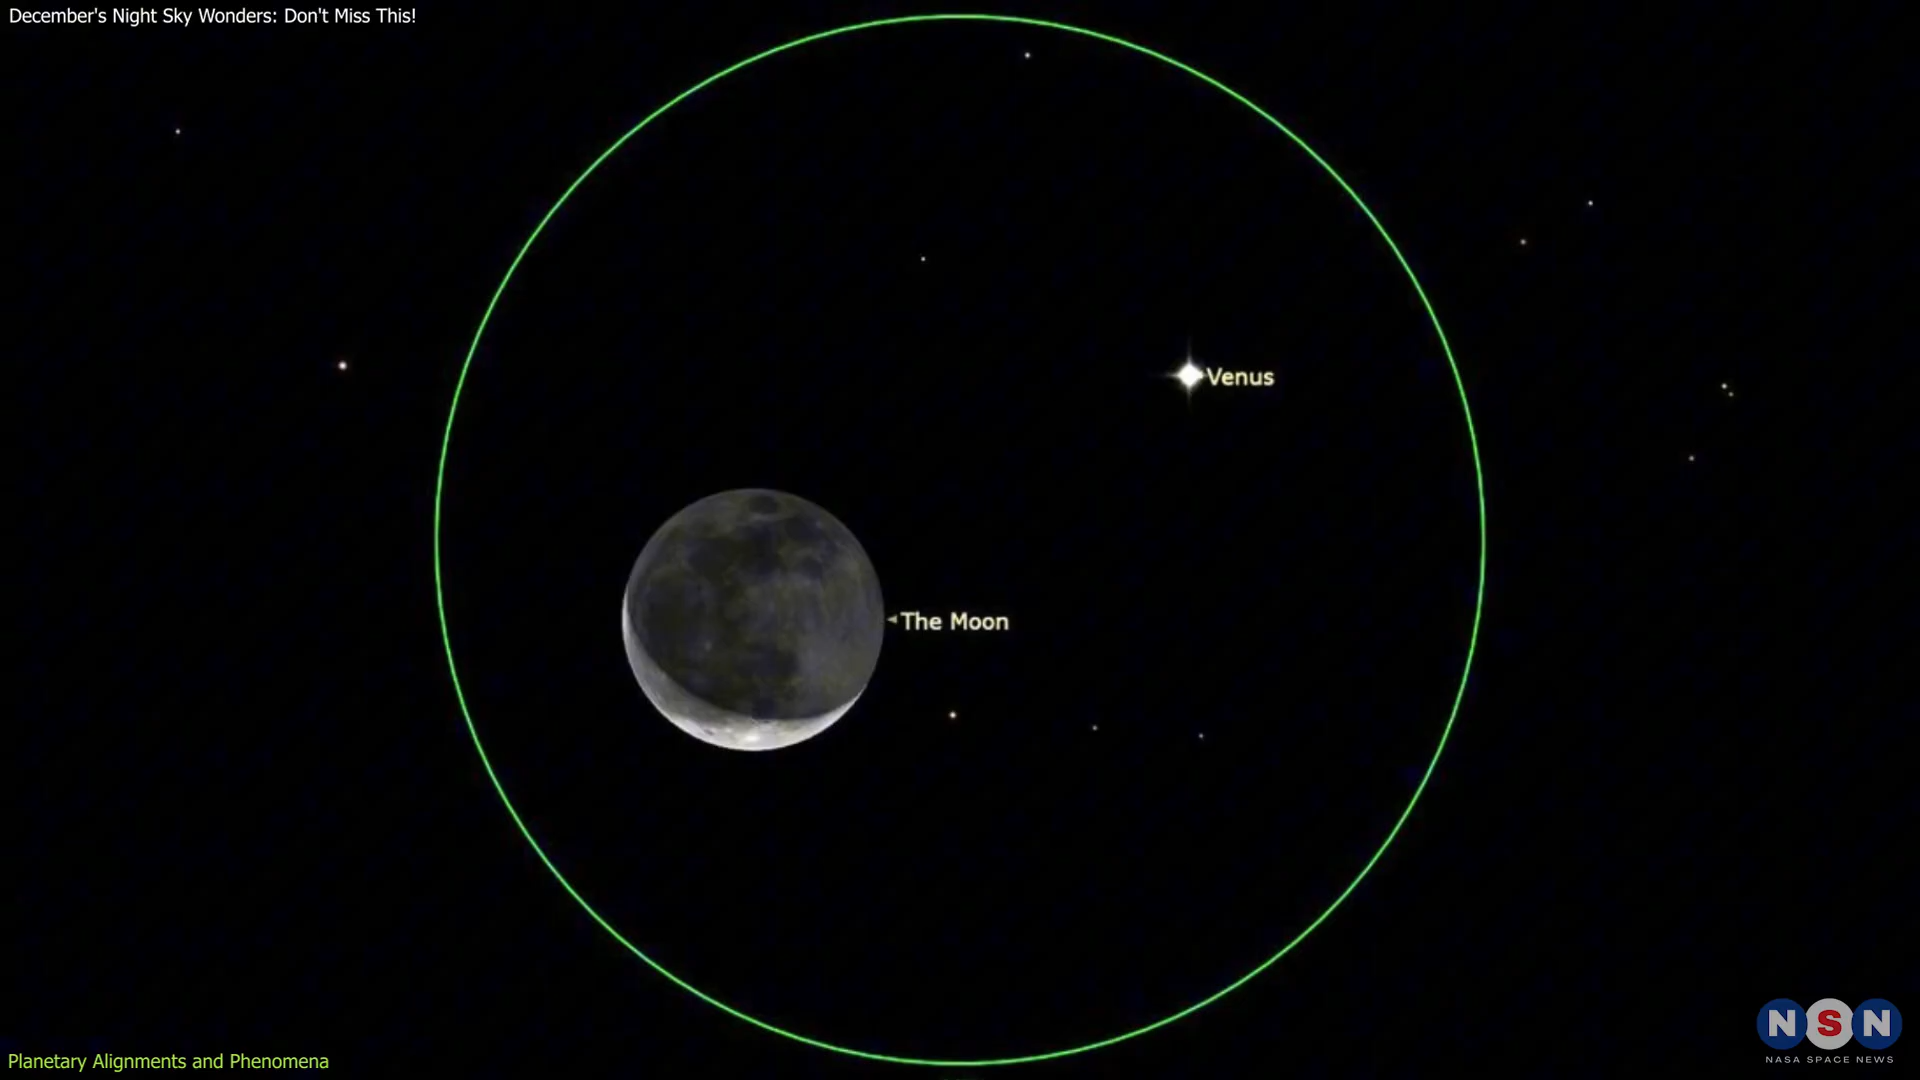 December's Night Sky Wonders: Don't Miss This!
Venus
The Moon
Planetary Alignments and Phenomena
NSN
NASA SPACE NEWS